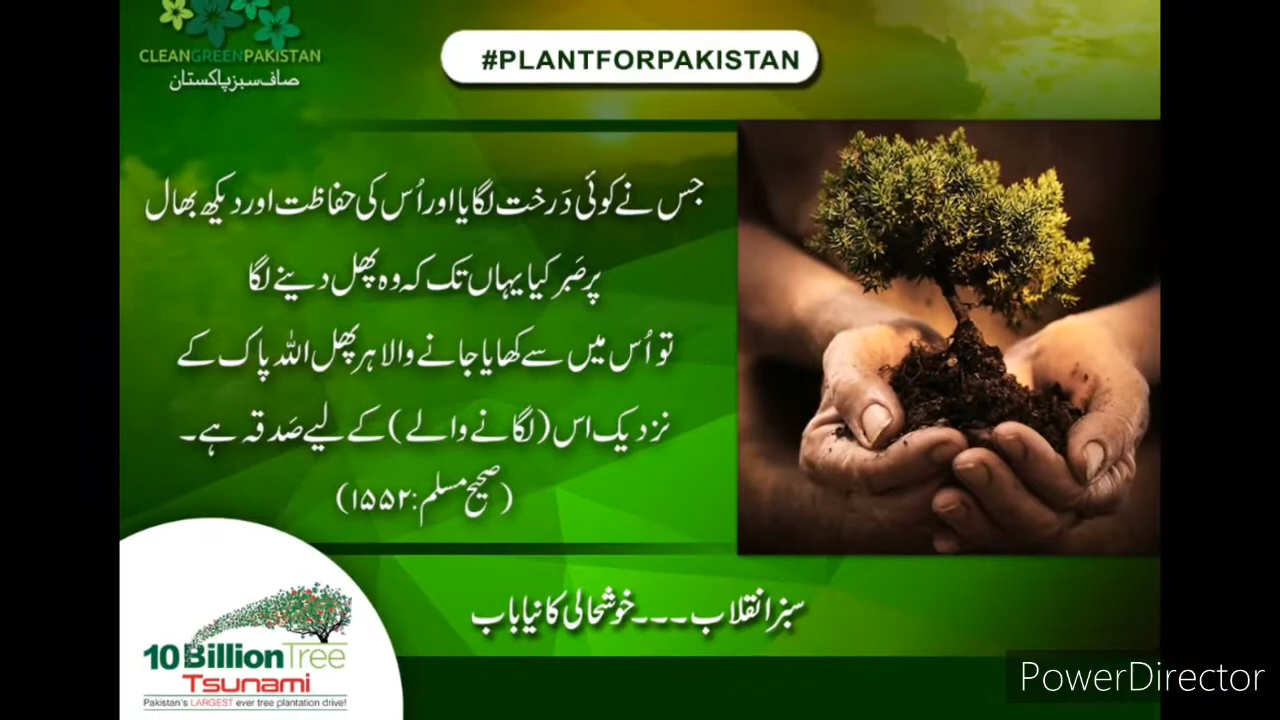 CLEANGREENPAKISTAN
صاف سبز پاکستان
#PLANTFORPAKISTAN
جس نے کوئی دَرخت لگایا اور اُس کی حفاظت اور دیکھ بھال
پر صَبر کیا یہاں تک کہ وہ پھل دینے لگا
تو اُس میں سے کھایا جانے والا ہر پھل اللہ پاک کے
نزدیک اس (لگانے والے) کے لیے صَدقہ ہے۔
(صحیح مسلم: ۱۵۵۲)
سبز انقلاب ۔۔۔ خوشحالی کا نیا باب
10 Billion Tree
Tsunami
Pakistan's LARGEST ever tree plantation drive!
PowerDirector